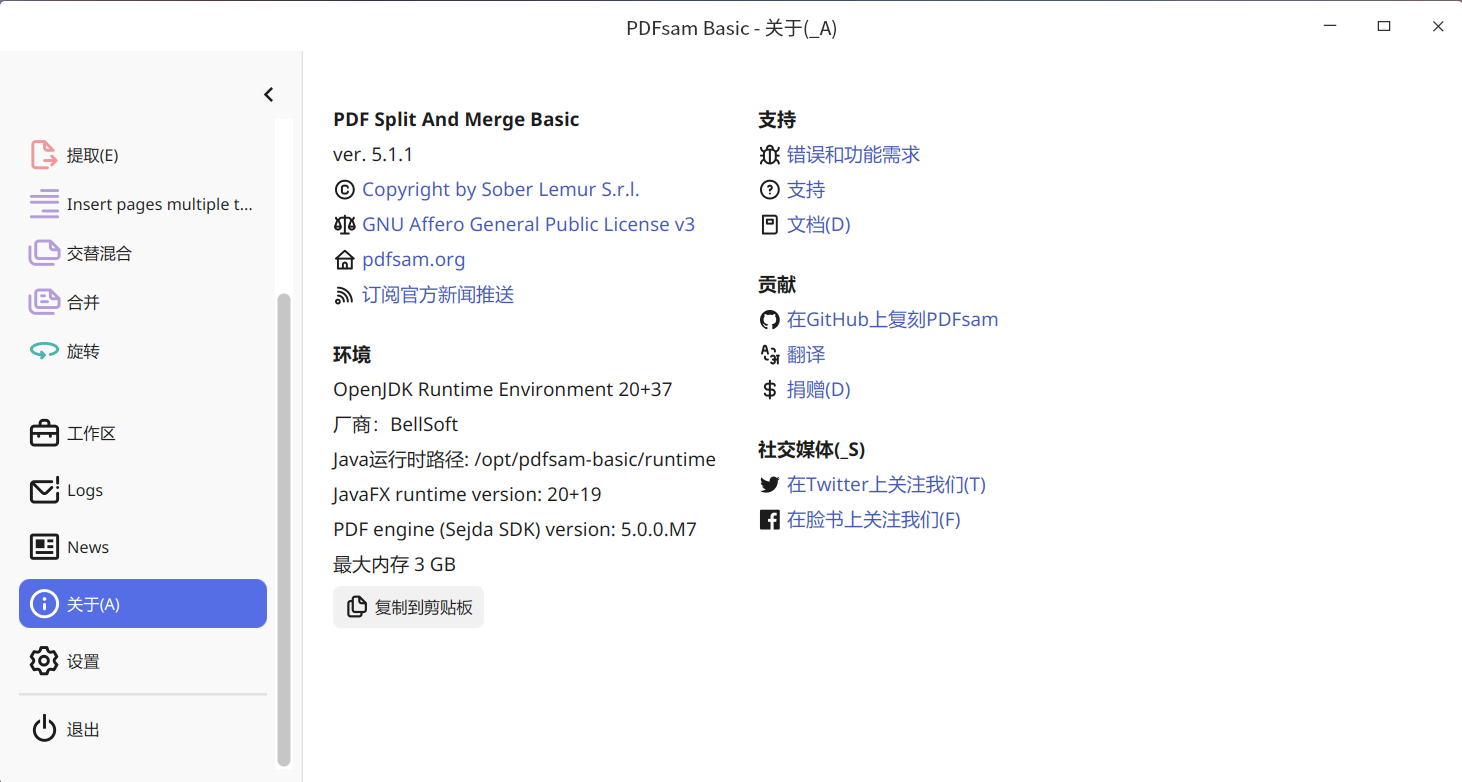 PDFsam Basic - 关于(_A)
提取(E)
Insert pages multiple t...
交替混合
合并
旋转
工作区
Logs
News
关于(A)
设置
退出
PDF Split And Merge Basic
ver. 5.1.1
Copyright by Sober Lemur S.r.l.
GNU Affero General Public License v3
pdfsam.org
订阅官方新闻推送
环境
OpenJDK Runtime Environment 20+37
厂商：BellSoft
Java运行时路径: /opt/pdfsam-basic/runtime
JavaFX runtime version: 20+19
PDF engine (Sejda SDK) version: 5.0.0.M7
最大内存 3 GB
复制到剪贴板
支持
错误和功能需求
支持
文档(D)
贡献
在GitHub上复刻PDFsam
翻译
捐赠(D)
社交媒体(_S)
在Twitter上关注我们(T)
在脸书上关注我们(F)